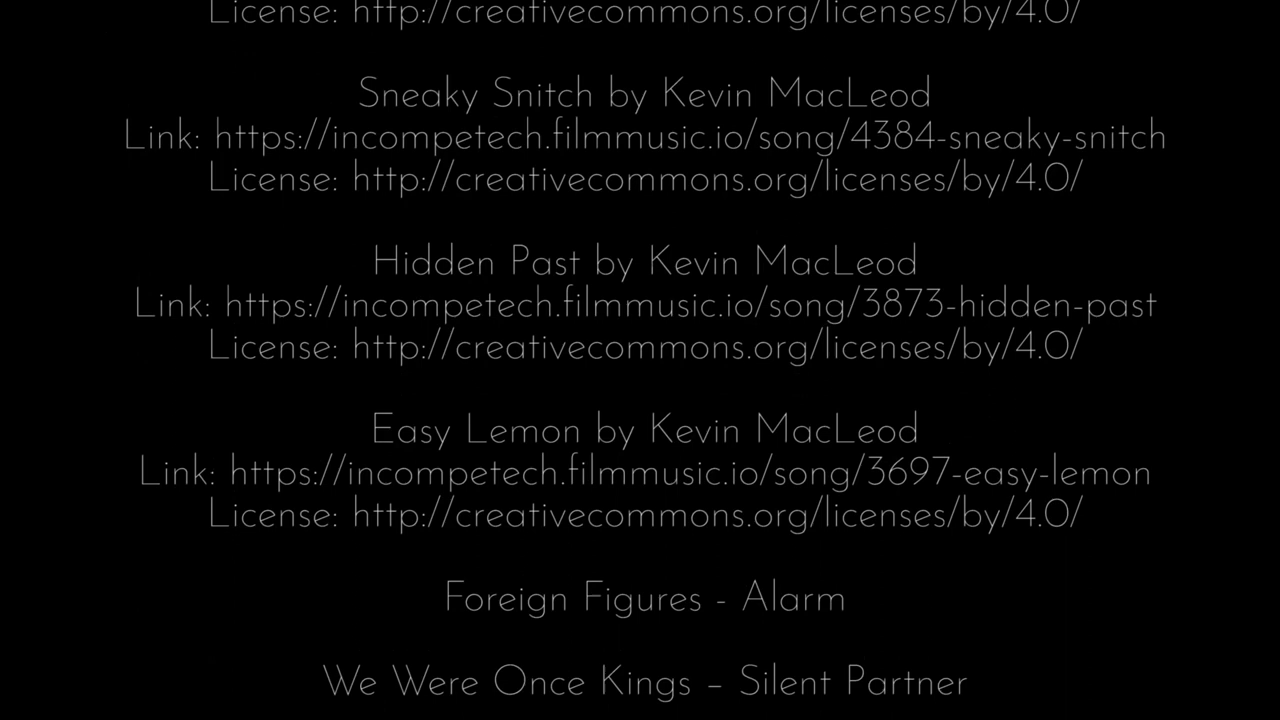 License: http://creativecommons.org/licenses/by/4.0/
Sneaky Snitch by Kevin MacLeod
Link: https://incompetech.filmmusic.io/song/4384-sneaky-snitch
License: http://creativecommons.org/licenses/by/4.0/
Hidden Past by Kevin MacLeod
Link: https://incompetech.filmmusic.io/song/3873-hidden-past
License: http://creativecommons.org/licenses/by/4.0/
Easy Lemon by Kevin MacLeod
Link: https://incompetech.filmmusic.io/song/3697-easy-lemon
License: http://creativecommons.org/licenses/by/4.0/
Foreign Figures - Alarm
We Were Once Kings – Silent Partner